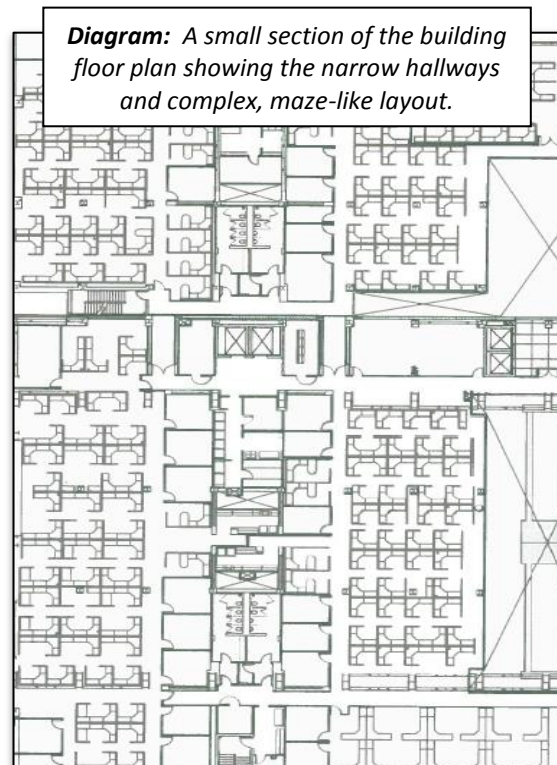 Diagram: A small section of the building
floor plan showing the narrow hallways
and complex, maze-like layout.